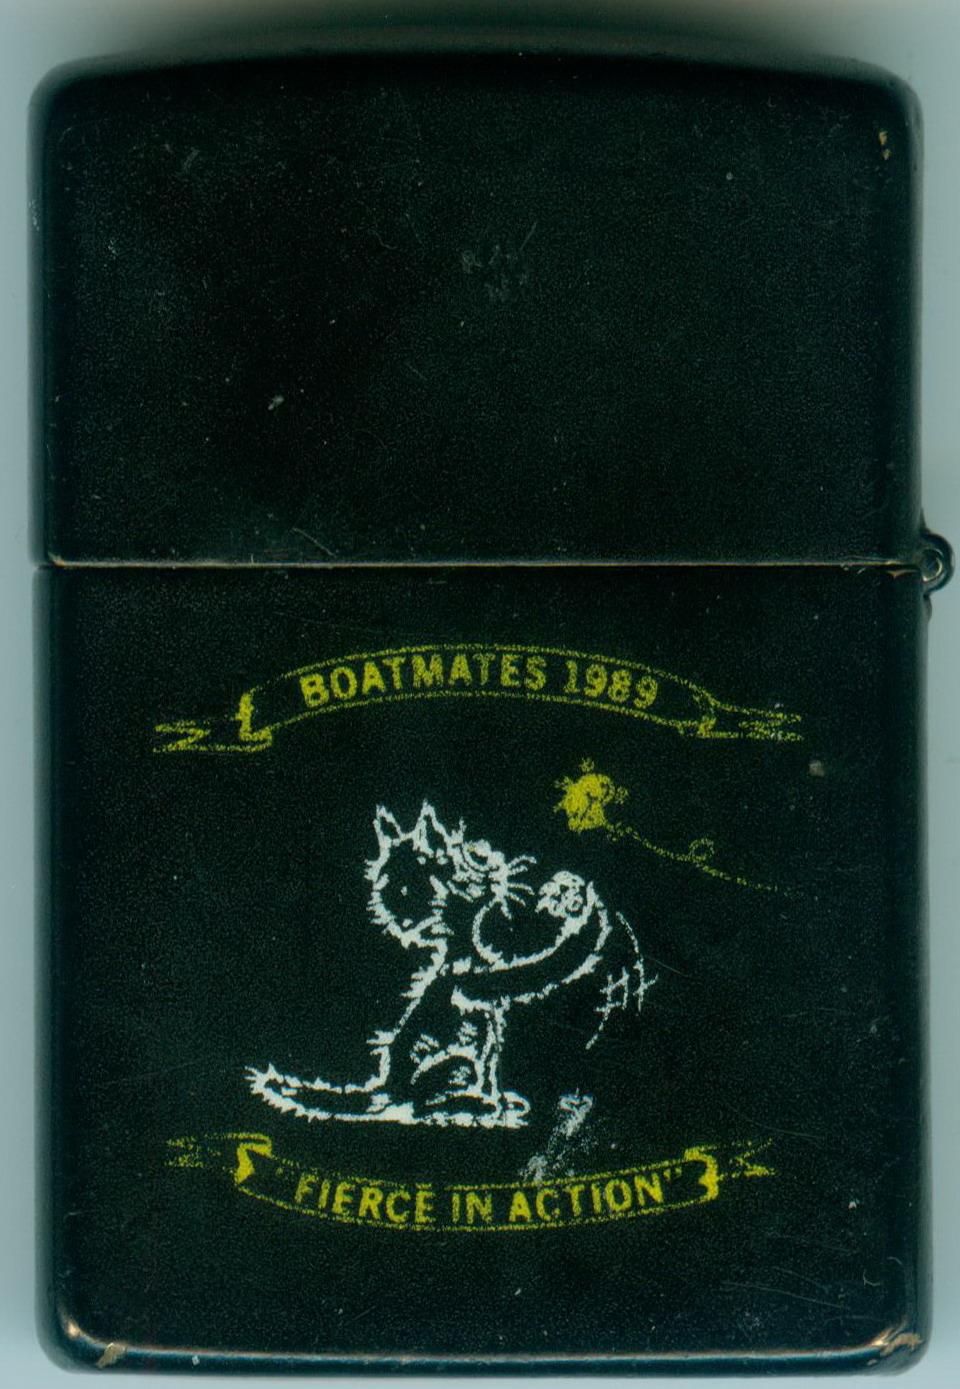 BOATMATES 1989
"FIERCE IN ACTION"